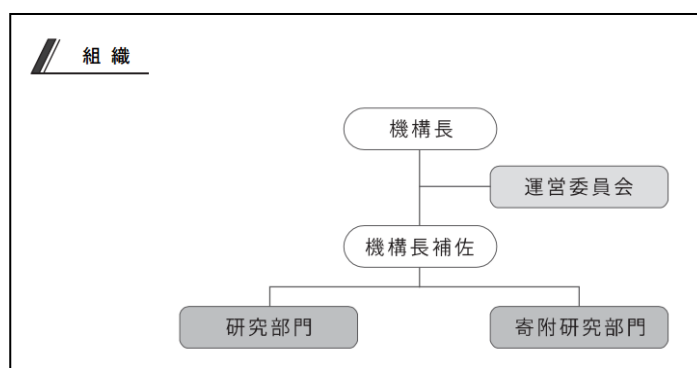 組織
機構長
運営委員会
機構長補佐
研究部門
寄附研究部門